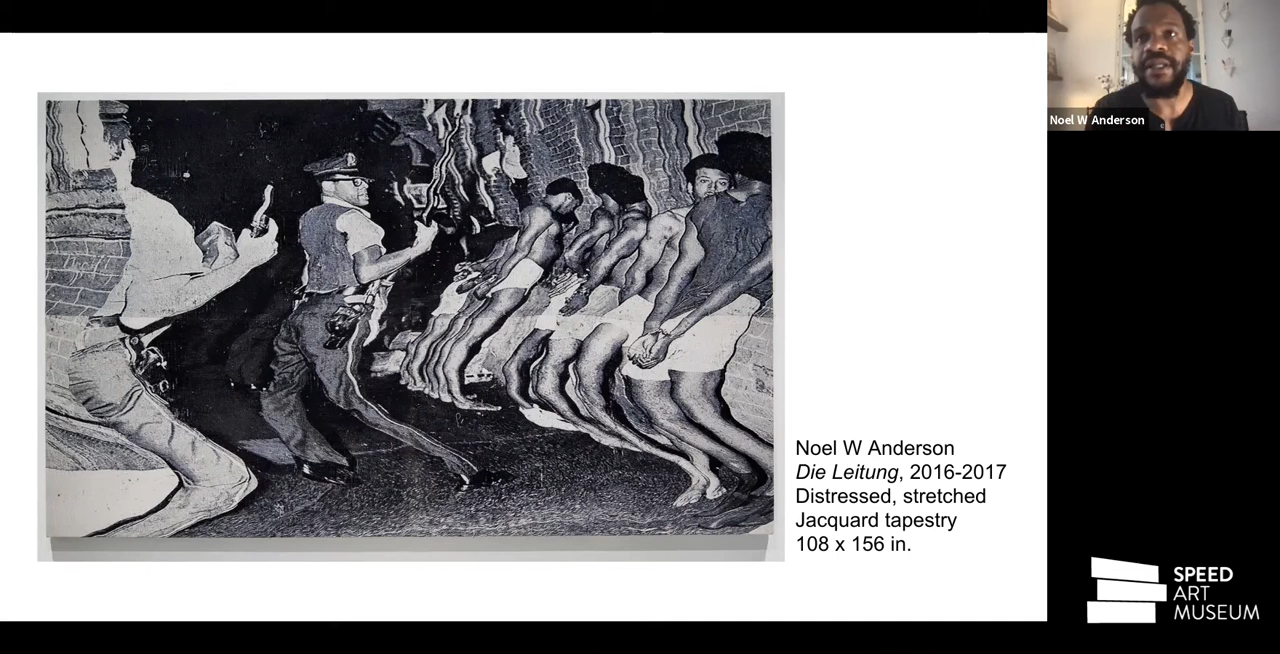 Noel W Anderson
Noel W Anderson
Die Leitung, 2016-2017
Distressed, stretched
Jacquard tapestry
108 x 156 in.
SPEED
ART
MUSEUM